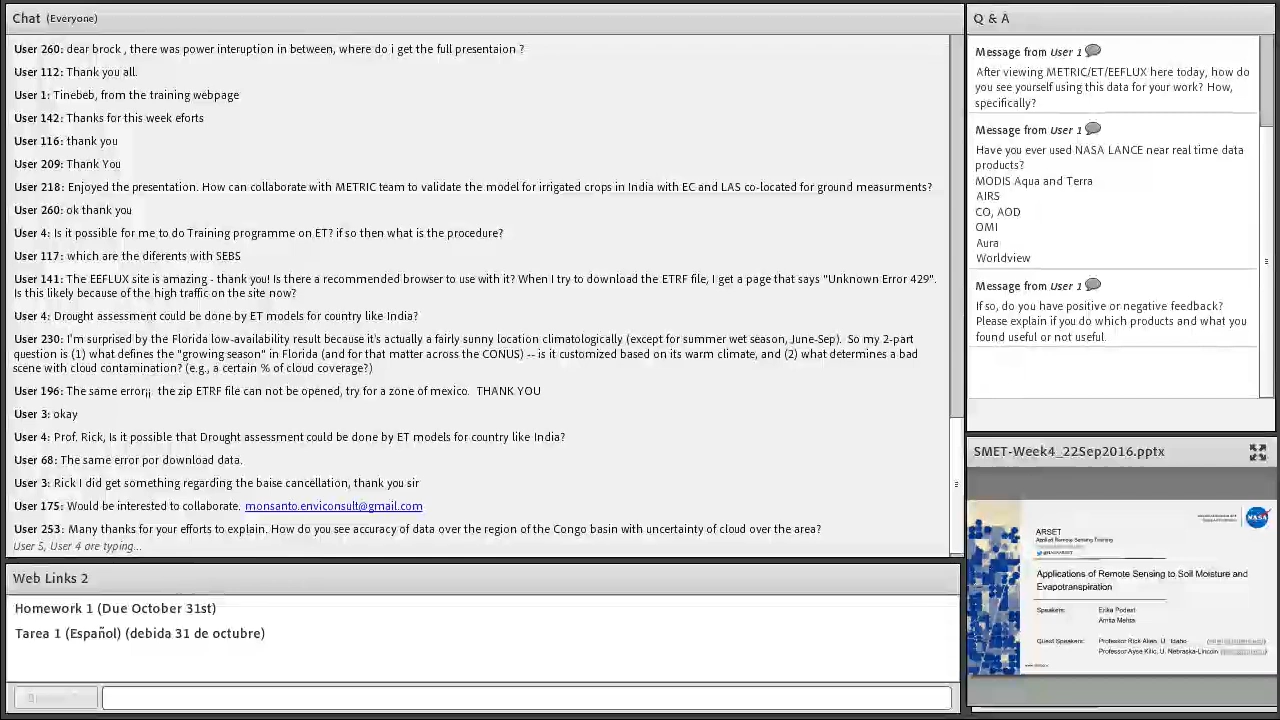 Chat (Everyone)
User 260: dear brock , there was power interuption in between, where do i get the full presentaion ?
User 112: Thank you all.
User 1: Tinebeb, from the training webpage
User 142: Thanks for this week eforts
User 116: thank you
User 209: Thank You
User 218: Enjoyed the presentation. How can collaborate with METRIC team to validate the model for irrigated crops in India with EC and LAS co-located for ground measurments?
User 260: ok thank you
User 4: Is it possible for me to do Training programme on ET? if so then what is the procedure?
User 117: which are the diferents with SEBS
User 141: The EEFLUX site is amazing - thank you! Is there a recommended browser to use with it? When I try to download the ETRF file, I get a page that says "Unknown Error 429".
Is this likely because of the high traffic on the site now?
User 4: Drought assessment could be done by ET models for country like India?
User 230: I'm surprised by the Florida low-availability result because it's actually a fairly sunny location climatologically (except for summer wet season, June-Sep). So my 2-part
question is (1) what defines the "growing season" in Florida (and for that matter across the CONUS) -- is it customized based on its warm climate, and (2) what determines a bad
scene with cloud contamination? (e.g., a certain % of cloud coverage?)
User 196: The same error¡¡ the zip ETRF file can not be opened, try for a zone of mexico. THANK YOU
User 3: okay
User 4: Prof. Rick, Is it possible that Drought assessment could be done by ET models for country like India?
User 68: The same error por download data.
User 3: Rick I did get something regarding the baise cancellation, thank you sir
User 175: Would be interested to collaborate. monsanto.enviconsult@gmail.com
User 253: Many thanks for your efforts to explain. How do you see accuracy of data over the region of the Congo basin with uncertainty of cloud over the area?
User 5, User 4 are typing...
Web Links 2
Homework 1 (Due October 31st)
Tarea 1 (Español) (debida 31 de octubre)
Q & A
Message from User 1
After viewing METRIC/ET/EEFLUX here today, how do
you see yourself using this data for your work? How,
specifically?
Message from User 1
Have you ever used NASA LANCE near real time data
products?
MODIS Aqua and Terra
AIRS
CO, AOD
OMI
Aura
Worldview
Message from User 1
If so, do you have positive or negative feedback?
Please explain if you do which products and what you
found useful or not useful.
SMET-Week4_22Sep2016.pptx
NASA
ARSET
Applied Remote Sensing Training
@NASAARSET
Applications of Remote Sensing to Soil Moisture and
Evapotranspiration
Speakers: Erika Podest
Amita Mehta
Guest Speakers: Professor Rick Allen, U. Idaho
Professor Ayse Kilic, U. Nebraska-Lincoln